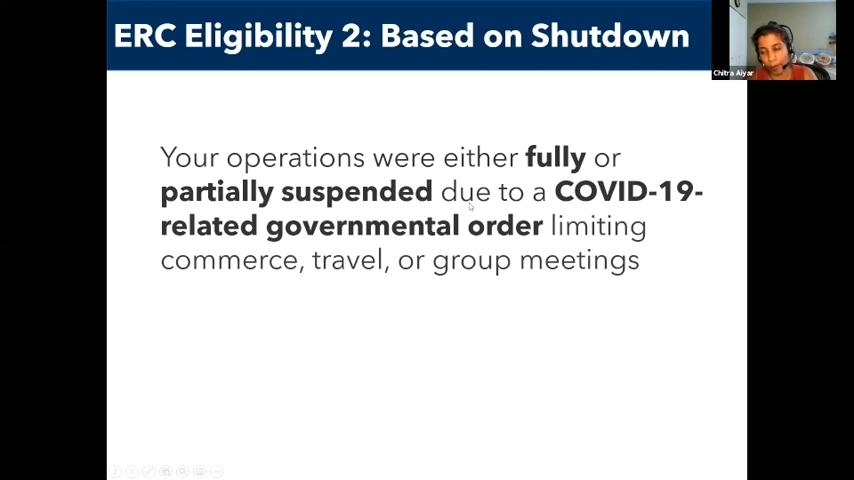 ERC Eligibility 2: Based on Shutdown
Chitra Aiyar
Your operations were either fully or
partially suspended due to a COVID-19-
related governmental order limiting
commerce, travel, or group meetings